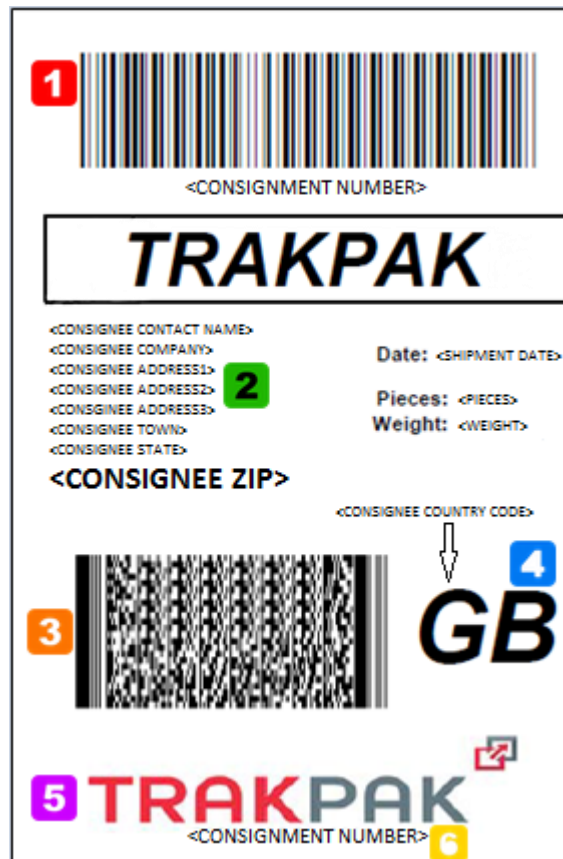 1
<CONSIGNMENT NUMBER>
TRAKPAK
<CONSIGNEE CONTACT NAME>
<CONSIGNEE COMPANY>
<CONSIGNEE ADDRESS1>
<CONSIGNEE ADDRESS2>
<CONSGINEE ADDRESS3>
<CONSIGNEE TOWN>
<CONSIGNEE STATE>
<CONSIGNEE ZIP>
2
Date: <SHIPMENT DATE>
Pieces: <PIECES>
Weight: <WEIGHT>
<CONSIGNEE COUNTRY CODE>
4
GB
3
5
TRAKPAK
<CONSIGNMENT NUMBER>
6